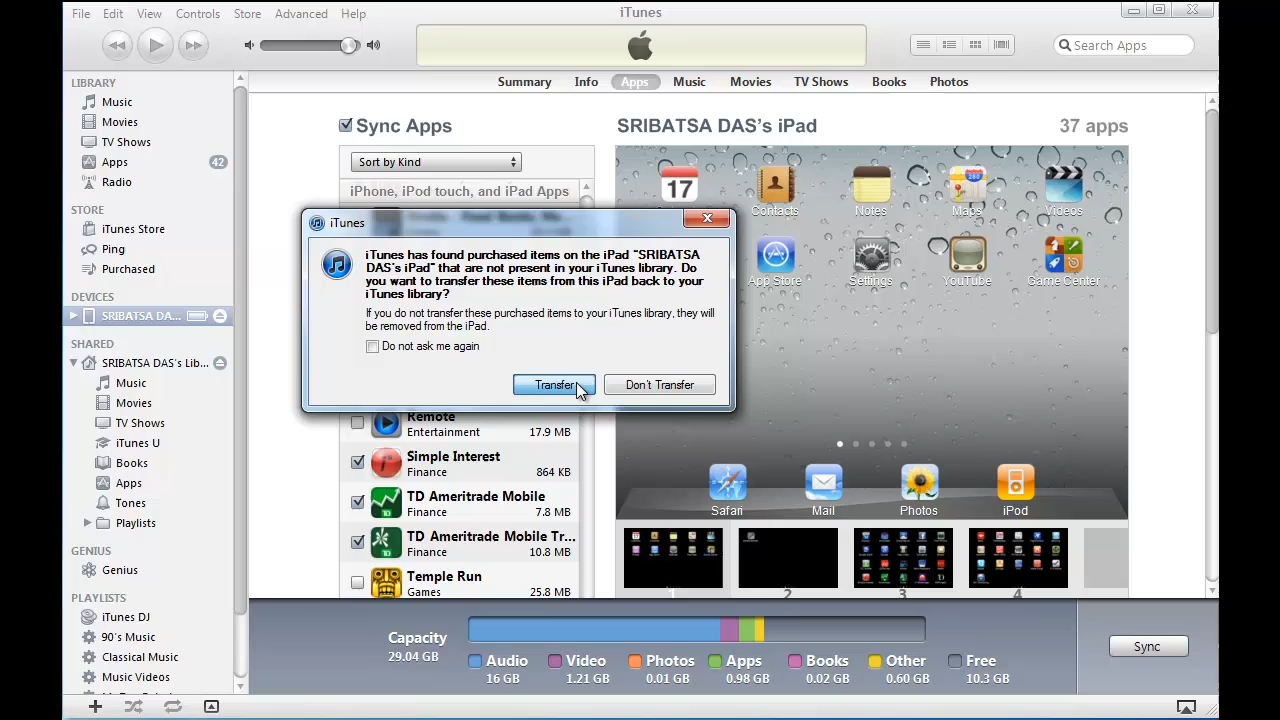 File Edit View Controls Store Advanced Help
iTunes
Search Apps
LIBRARY
Music
Movies
TV Shows
Apps 42
Radio
STORE
iTunes Store
Ping
Purchased
DEVICES
SRIBATSA DA...
SHARED
SRIBATSA DAS's Lib...
Music
Movies
TV Shows
iTunes U
Books
Apps
Tones
Playlists
GENIUS
Genius
PLAYLISTS
iTunes DJ
90's Music
Classical Music
Music Videos
Summary Info Apps Music Movies TV Shows Books Photos
Sync Apps
Sort by Kind
iPhone, iPod touch, and iPad Apps
iTunes
iTunes has found purchased items on the iPad "SRIBATSA
DAS's iPad" that are not present in your iTunes library. Do
you want to transfer these items from this iPad back to your
iTunes library?
If you do not transfer these purchased items to your iTunes library, they will
be removed from the iPad.
Do not ask me again
Transfer Don't Transfer
Remote
Entertainment 17.9 MB
Simple Interest
Finance 864 KB
TD Ameritrade Mobile
Finance 7.8 MB
TD Ameritrade Mobile Tr...
Finance 10.8 MB
Temple Run
Games 25.8 MB
SRIBATSA DAS's iPad 37 apps
17 Contacts Notes Maps Videos
280
App Store Settings YouTube Game Center
Safari Mail Photos iPod
1 2 3 4
Capacity
29.04 GB
Audio Video Photos Apps Books Other Free
16 GB 1.21 GB 0.01 GB 0.98 GB 0.02 GB 0.60 GB 10.3 GB
Sync